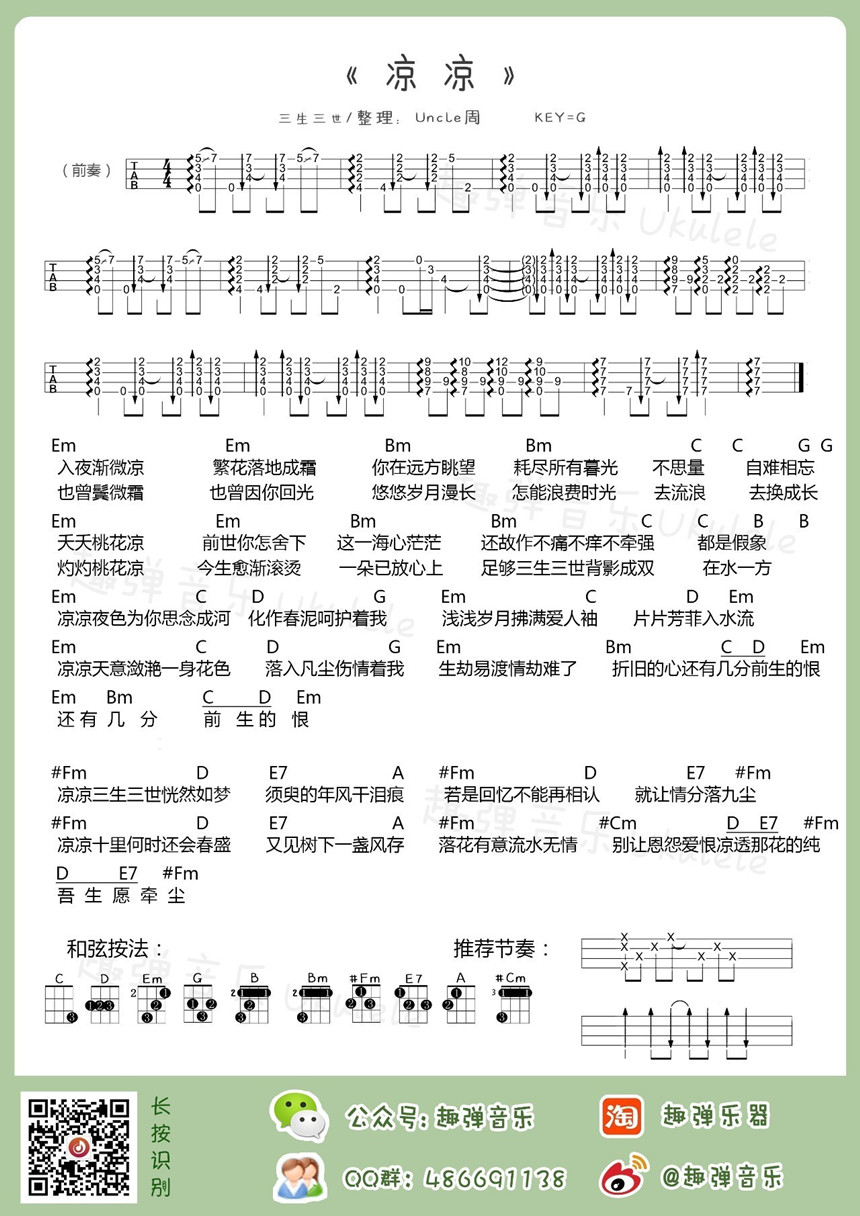 《 凉 凉 》
三生三世/整理：Uncle周 KEY=G
（前奏）
Em Em Bm Bm C C G G
入夜渐微凉 繁花落地成霜 你在远方眺望 耗尽所有暮光 不思量 自难相忘
也曾鬓微霜 也曾因你回光 悠悠岁月漫长 怎能浪费时光 去流浪 去换成长
Em Em Bm Bm C C B B
夭夭桃花凉 前世你怎舍下 这一海心茫茫 还故作不痛不痒不牵强 都是假象
灼灼桃花凉 今生愈渐滚烫 一朵已放心上 足够三生三世背影成双 在水一方
Em C D G Em C D Em
凉凉夜色为你思念成河 化作春泥呵护着我 浅浅岁月拂满爱人袖 片片芳菲入水流
Em C D G Em Bm C D Em
凉凉天意潋滟一身花色 落入凡尘伤情着我 生劫易渡情劫难了 折旧的心还有几分前生的恨
Em Bm C D Em
还有几分 前生的恨
#Fm D E7 A #Fm D E7 #Fm
凉凉三生三世恍然如梦 须臾的年风干泪痕 若是回忆不能再相认 就让情分落九尘
#Fm D E7 A #Fm #Cm D E7 #Fm
凉凉十里何时还会春盛 又见树下一盏风存 落花有意流水无情 别让恩怨爱恨凉透那花的纯
D E7 #Fm
吾生愿牵尘
和弦按法： 推荐节奏：
C D Em G B Bm #Fm E7 A #Cm
趣弹音乐 Ukulele
长按识别
公众号：趣弹音乐 淘 趣弹乐器
QQ群：486691138 @趣弹音乐